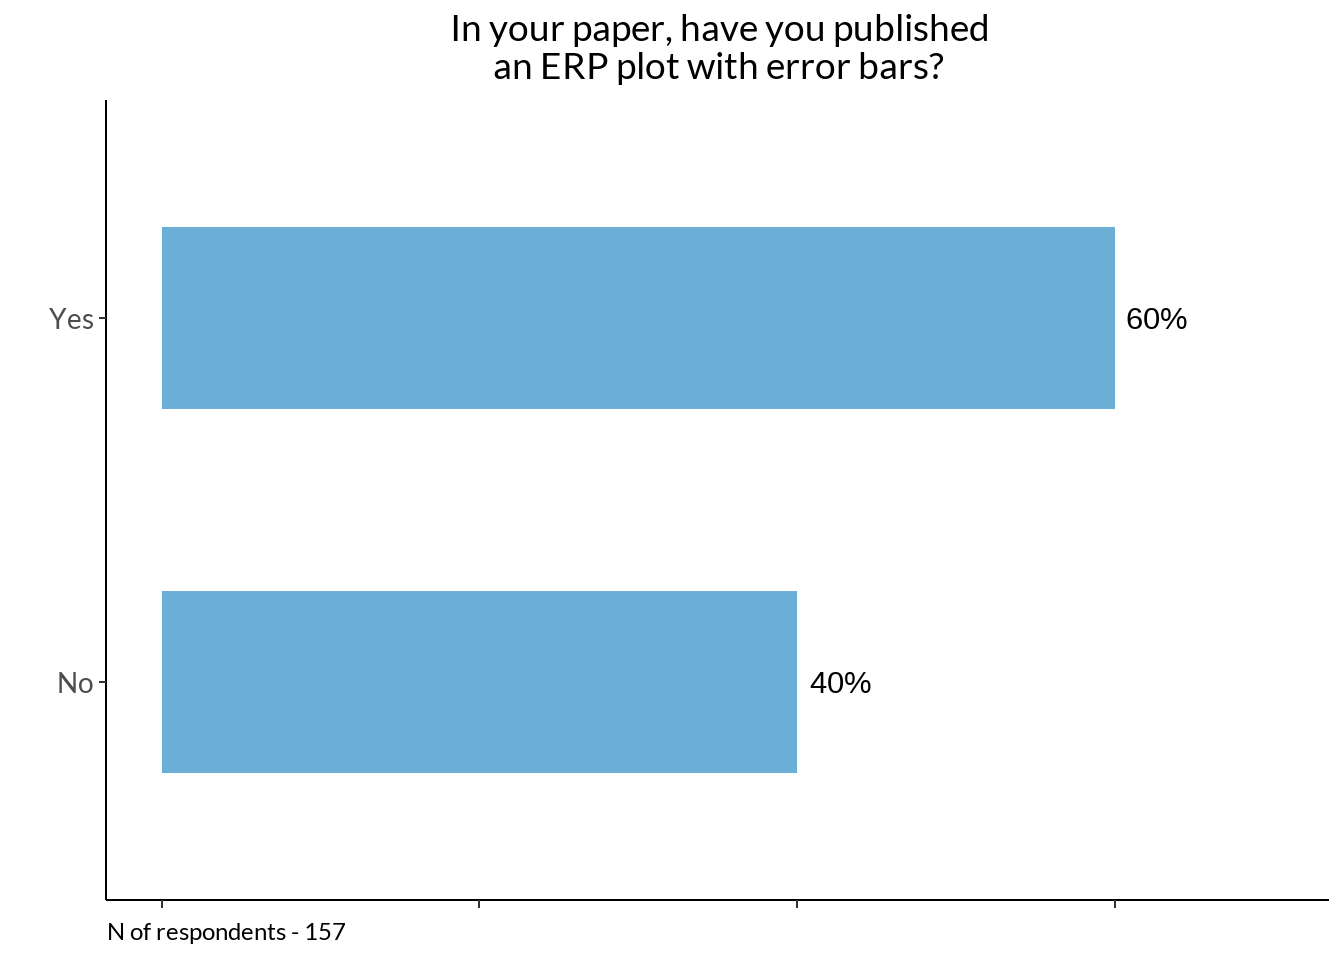 In your paper, have you published
an ERP plot with error bars?
Yes
60%
No
40%
N of respondents - 157